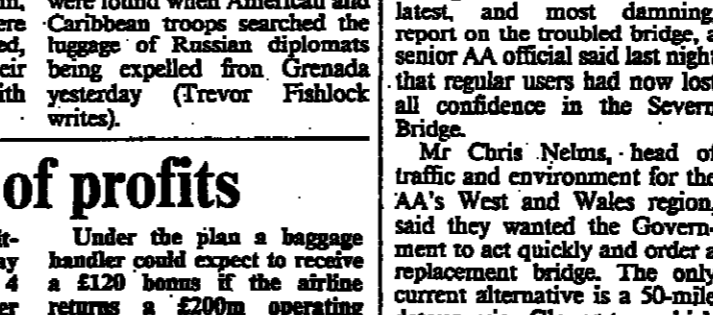 were found when American and
Caribbean troops searched the
luggage of Russian diplomats
being expelled fron Grenada
yesterday (Trevor Fishlock
writes).
of profits
Under the plan a baggage
handler could expect to receive
a £120 bonus if the airline
returns a £200m operating
latest, and most damning
report on the troubled bridge, a
senior AA official said last night
that regular users had now lost
all confidence in the Severn
Bridge.
Mr Chris Nelms, head of
traffic and environment for the
AA's West and Wales region,
said they wanted the Govern-
ment to act quickly and order a
replacement bridge. The only
current alternative is a 50-mile